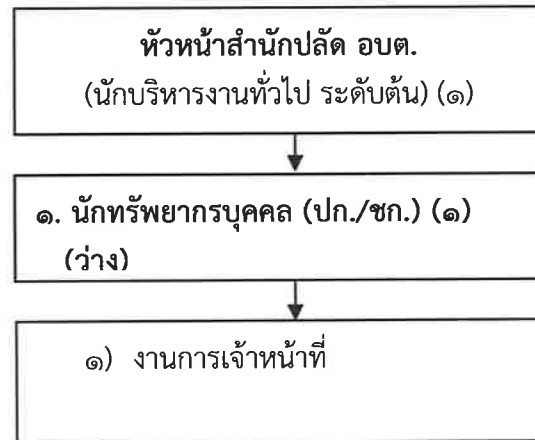 หัวหน้าสำนักปลัด อบต.
(นักบริหารงานทั่วไป ระดับต้น) (๑)
๑. นักทรัพยากรบุคคล (ปก./ชก.) (๑)
(ว่าง)
๑) งานการเจ้าหน้าที่